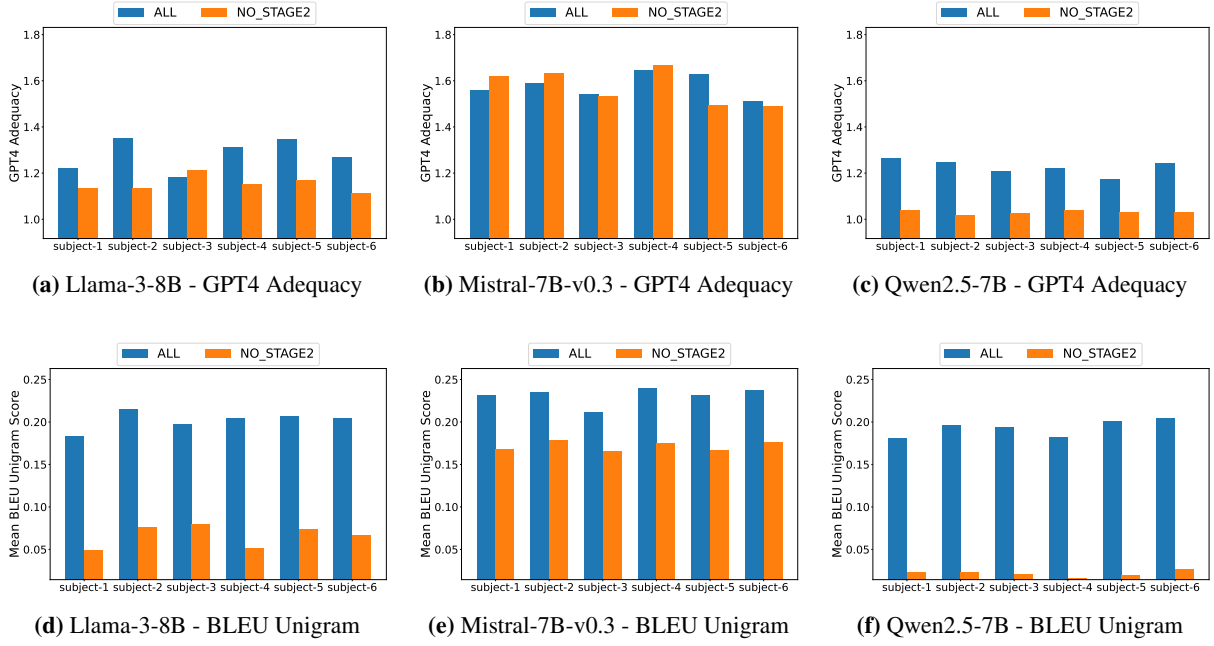 ALL NO_STAGE2 ALL NO_STAGE2 ALL NO_STAGE2
GPT4 Adequacy
1.8
1.6
1.4
1.2
1.0
subject-1 subject-2 subject-3 subject-4 subject-5 subject-6
GPT4 Adequacy
1.8
1.6
1.4
1.2
1.0
subject-1 subject-2 subject-3 subject-4 subject-5 subject-6
GPT4 Adequacy
1.8
1.6
1.4
1.2
1.0
subject-1 subject-2 subject-3 subject-4 subject-5 subject-6
(a) Llama-3-8B - GPT4 Adequacy
(b) Mistral-7B-v0.3 - GPT4 Adequacy
(c) Qwen2.5-7B - GPT4 Adequacy
ALL NO_STAGE2 ALL NO_STAGE2 ALL NO_STAGE2
Mean BLEU Unigram Score
0.25
0.20
0.15
0.10
0.05
subject-1 subject-2 subject-3 subject-4 subject-5 subject-6
Mean BLEU Unigram Score
0.25
0.20
0.15
0.10
0.05
subject-1 subject-2 subject-3 subject-4 subject-5 subject-6
Mean BLEU Unigram Score
0.25
0.20
0.15
0.10
0.05
subject-1 subject-2 subject-3 subject-4 subject-5 subject-6
(d) Llama-3-8B - BLEU Unigram
(e) Mistral-7B-v0.3 - BLEU Unigram
(f) Qwen2.5-7B - BLEU Unigram